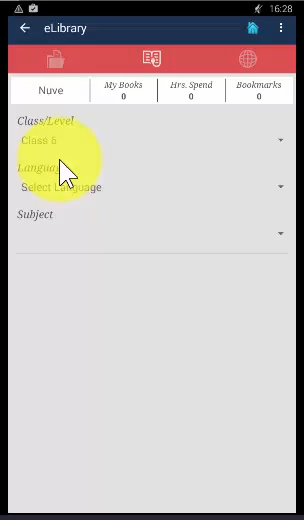 16:28
eLibrary
Nuve
My Books
0
Hrs. Spend
0
Bookmarks
0
Class/Level
Class 5
Language
Select Language
Subject